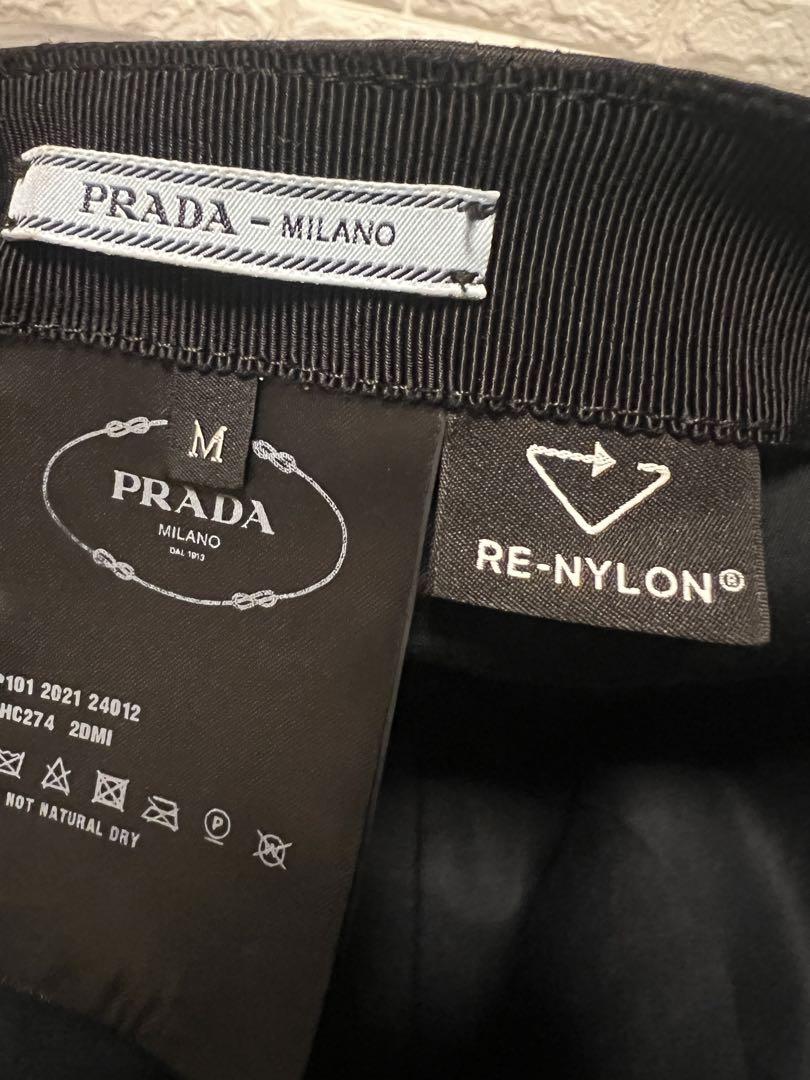 PRADA - MILANO
M
PRADA
MILANO
DAL 1913
RE-NYLON®
P101 2021 24012
HC274 2DMI
P
W
NOT NATURAL DRY